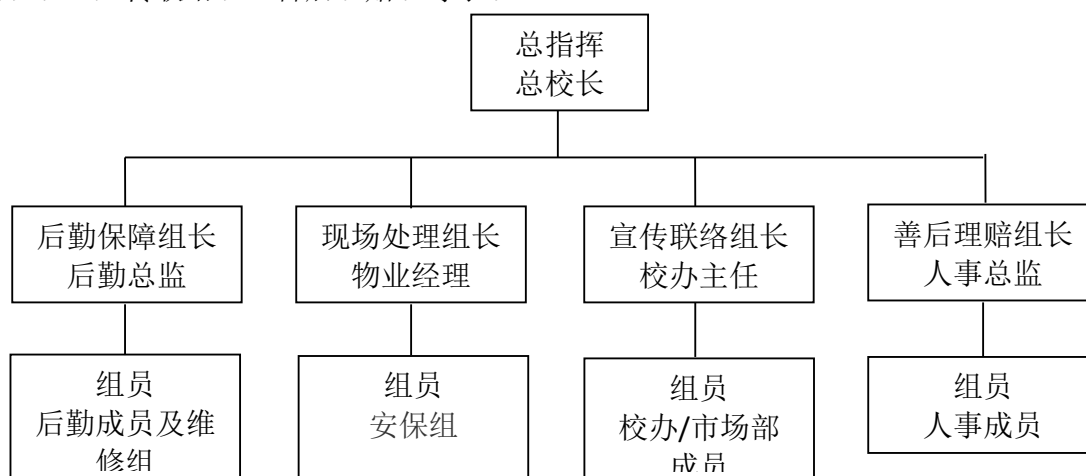 总指挥
总校长
后勤保障组长
后勤总监
现场处理组长
物业经理
宣传联络组长
校办主任
善后理赔组长
人事总监
组员
后勤成员及维
修组
组员
安保组
组员
校办/市场部
成员
组员
人事成员